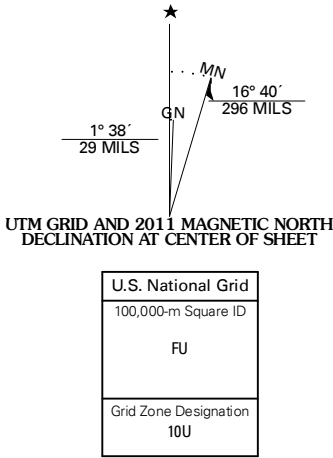 MN
16° 40´
296 MILS
GN
1° 38´
29 MILS
UTM GRID AND 2011 MAGNETIC NORTH
DECLINATION AT CENTER OF SHEET
U.S. National Grid
100,000-m Square ID
FU
Grid Zone Designation
10U